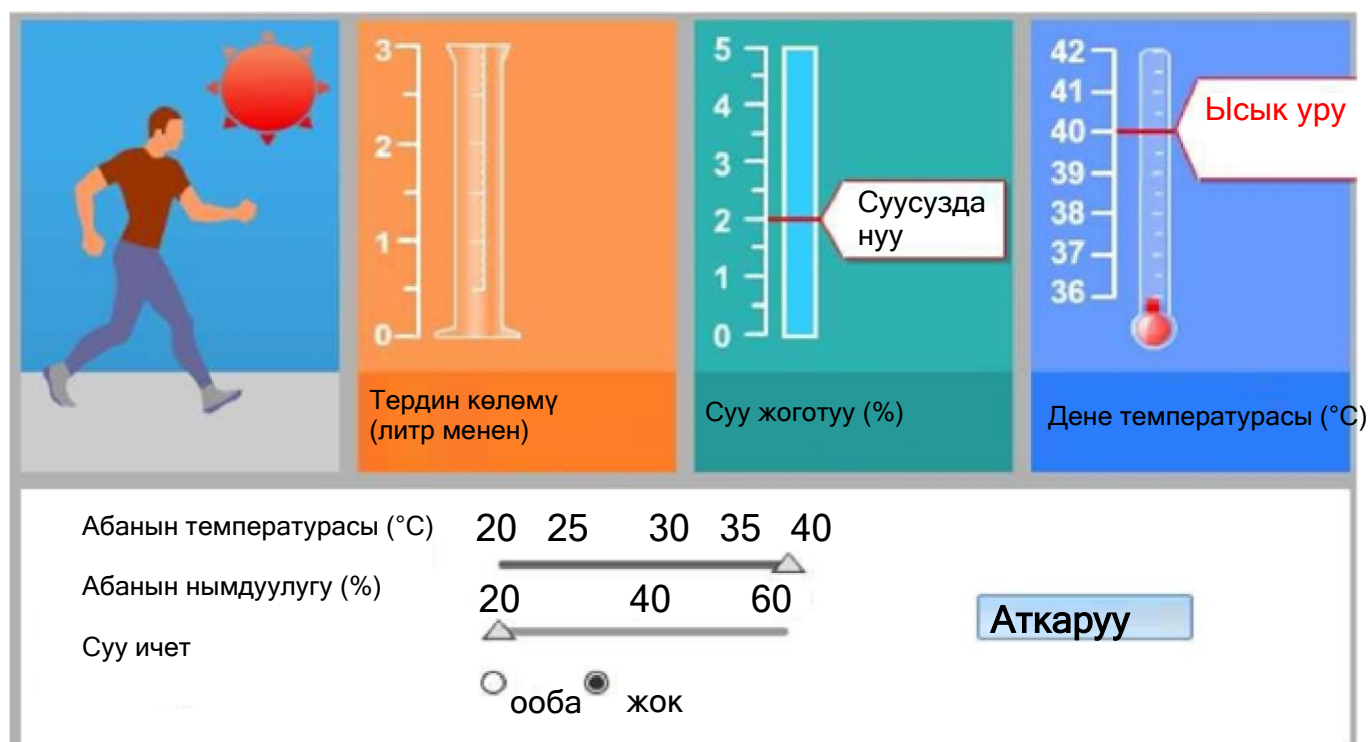 3
2
1
0
Тердин көлөмү
(литр менен)
5
4
3
2
1
0
Суусузда
нуу
Суу жоготуу (%)
42
41
40
39
38
37
36
Ысык уру
Дене температурасы (°C)
Абанын температурасы (°C) 20 25 30 35 40
Абанын нымдуулугу (%) 20 40 60
Суу ичет
ооба жок
Аткаруу